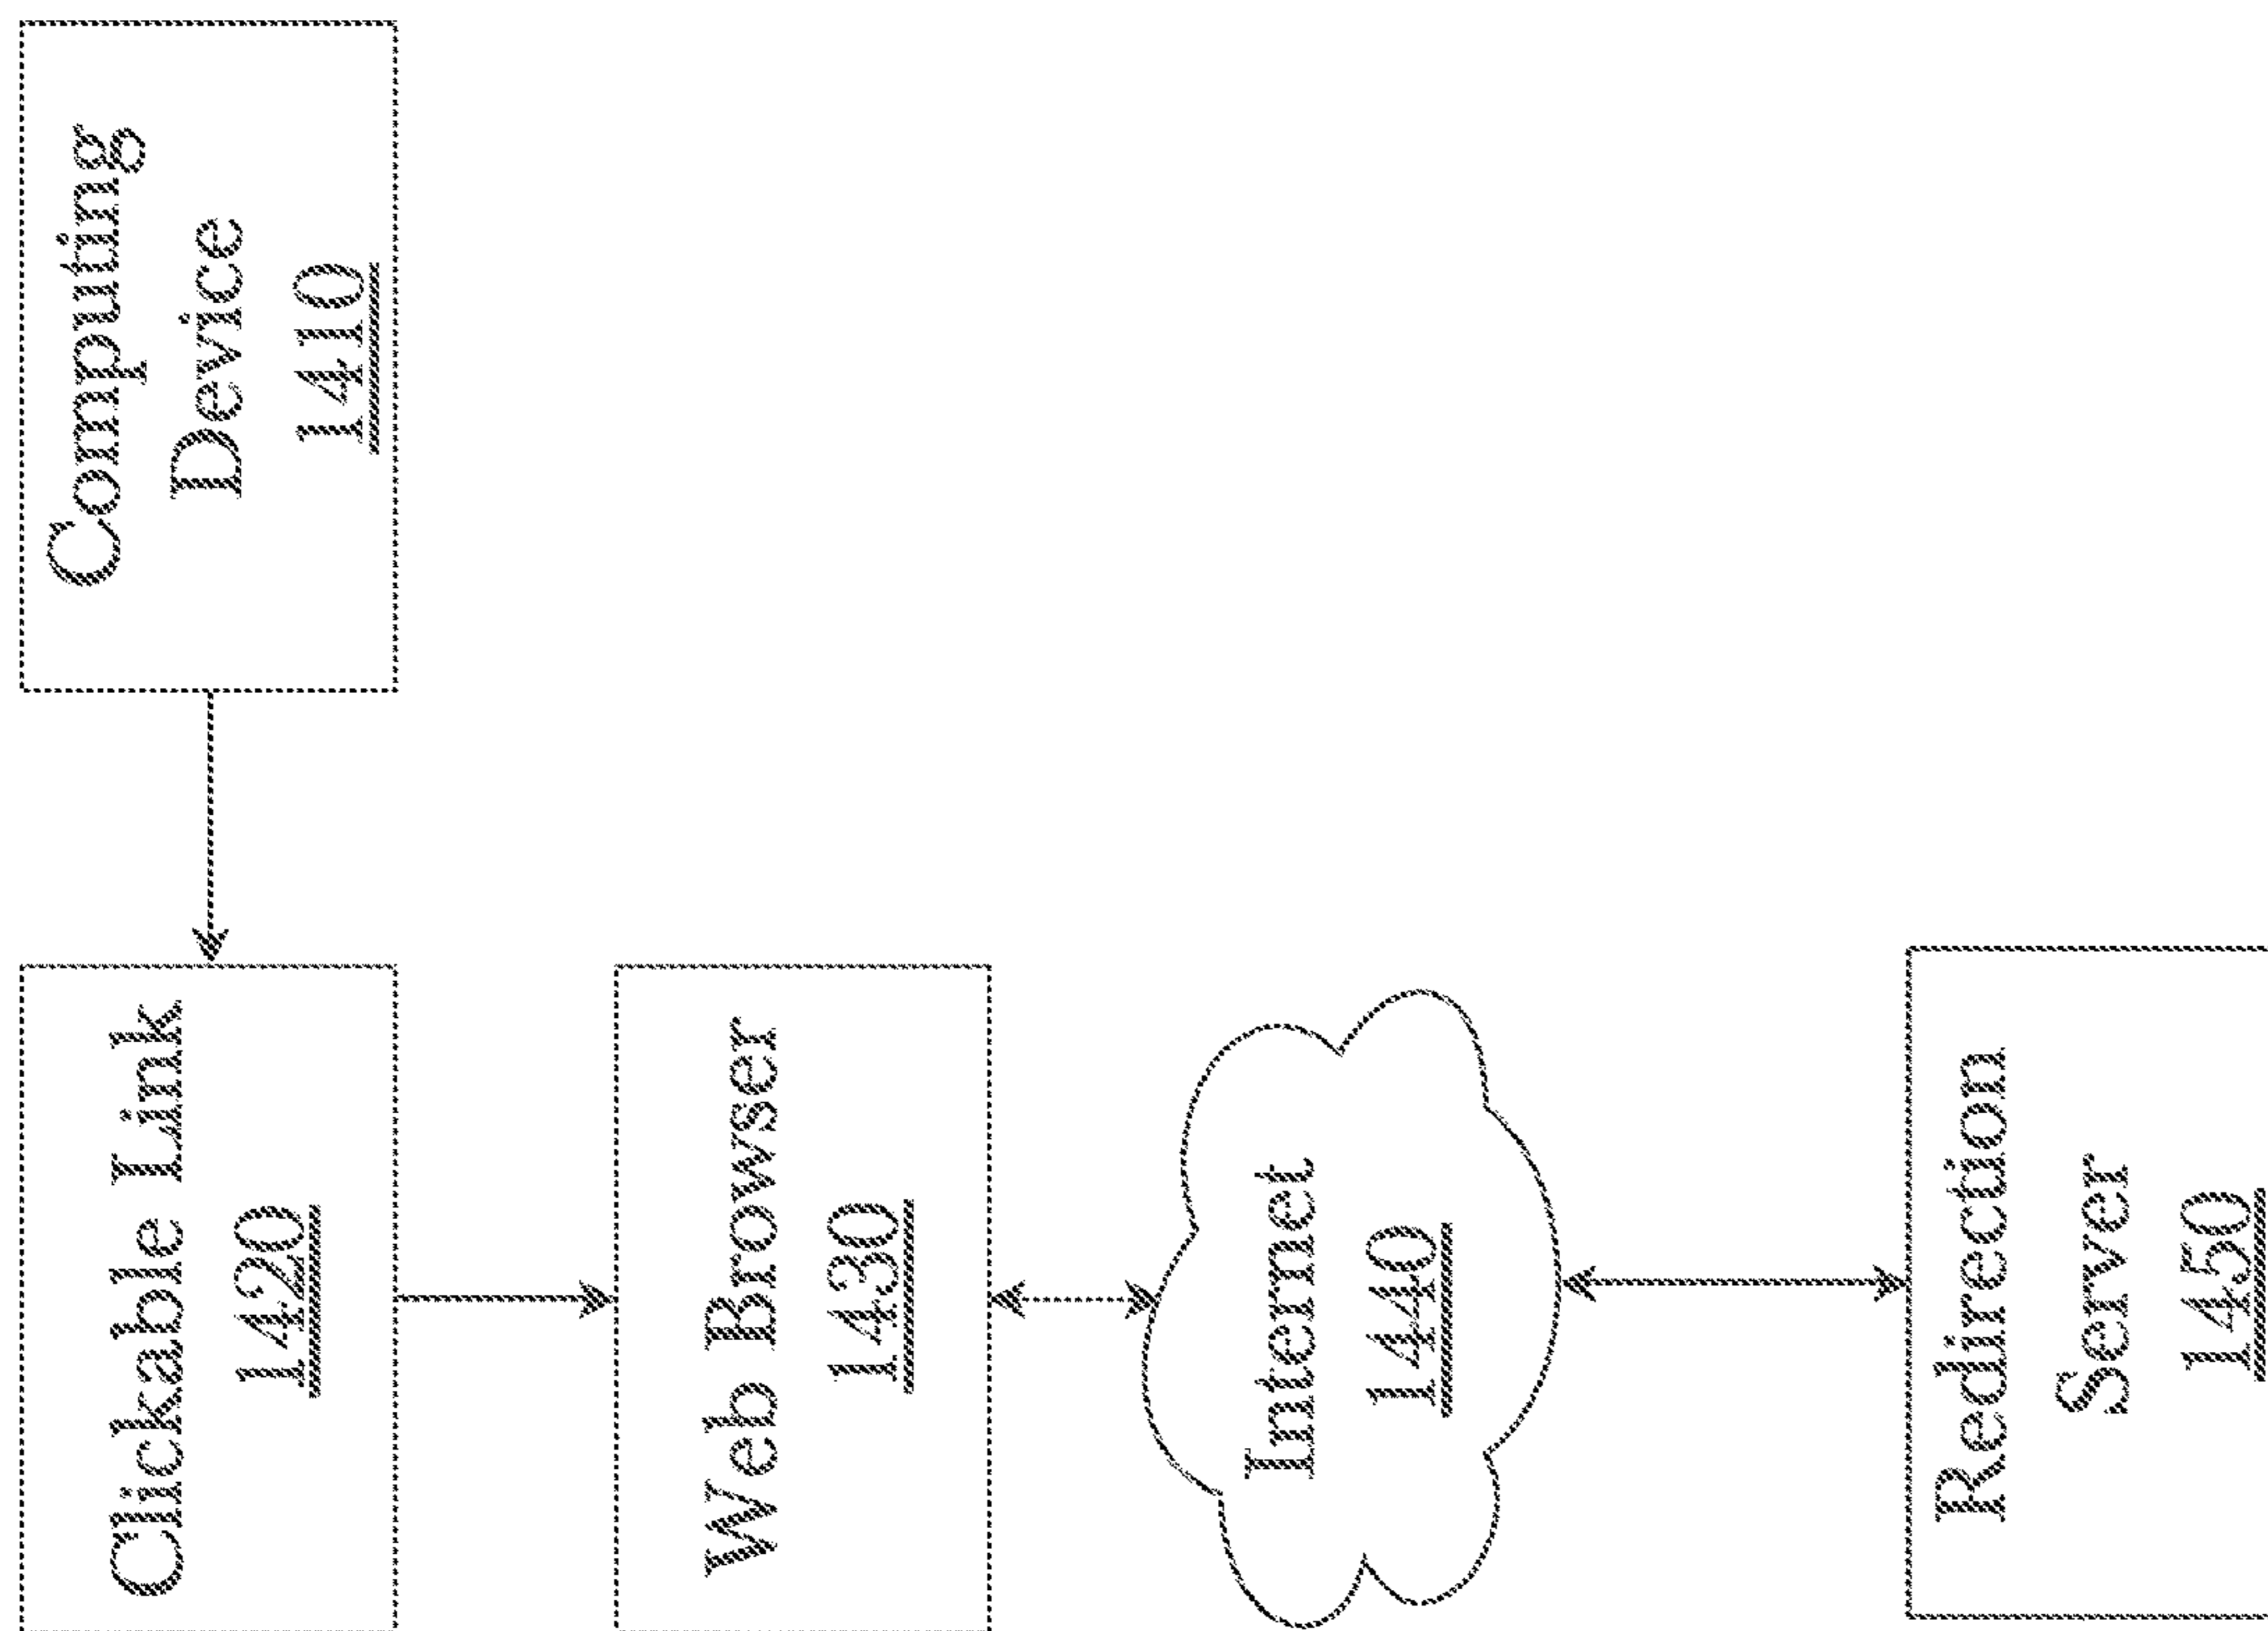 Computing
Device
1410
Clickable Link
1420
Web Browser
1430
Internet
1440
Redirection
Server
1450